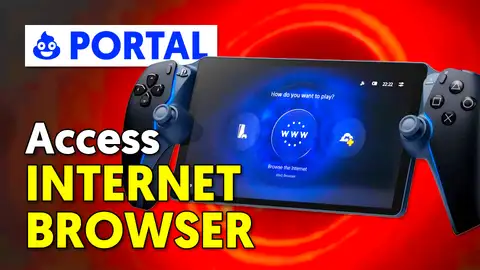 PORTAL
Access
INTERNET
BROWSER
22:22
How do you want to play?
WWW
Browse the Internet